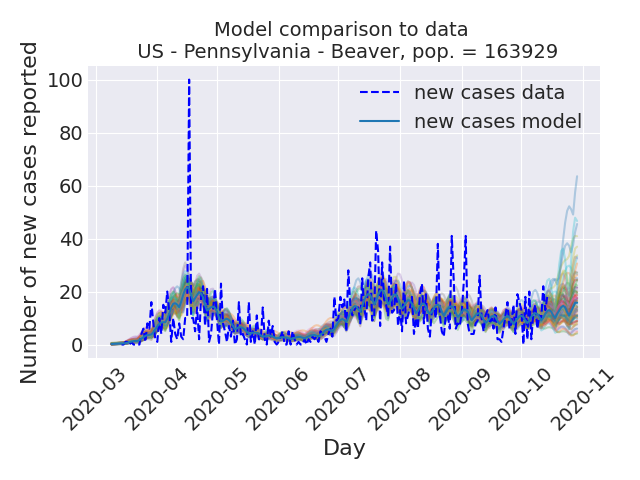 Model comparison to data
US - Pennsylvania - Beaver, pop. = 163929
Number of new cases reported
100
80
60
40
20
0
new cases data
new cases model
2020-03
2020-04
2020-05
2020-06
2020-07
2020-08
2020-09
2020-10
2020-11
Day